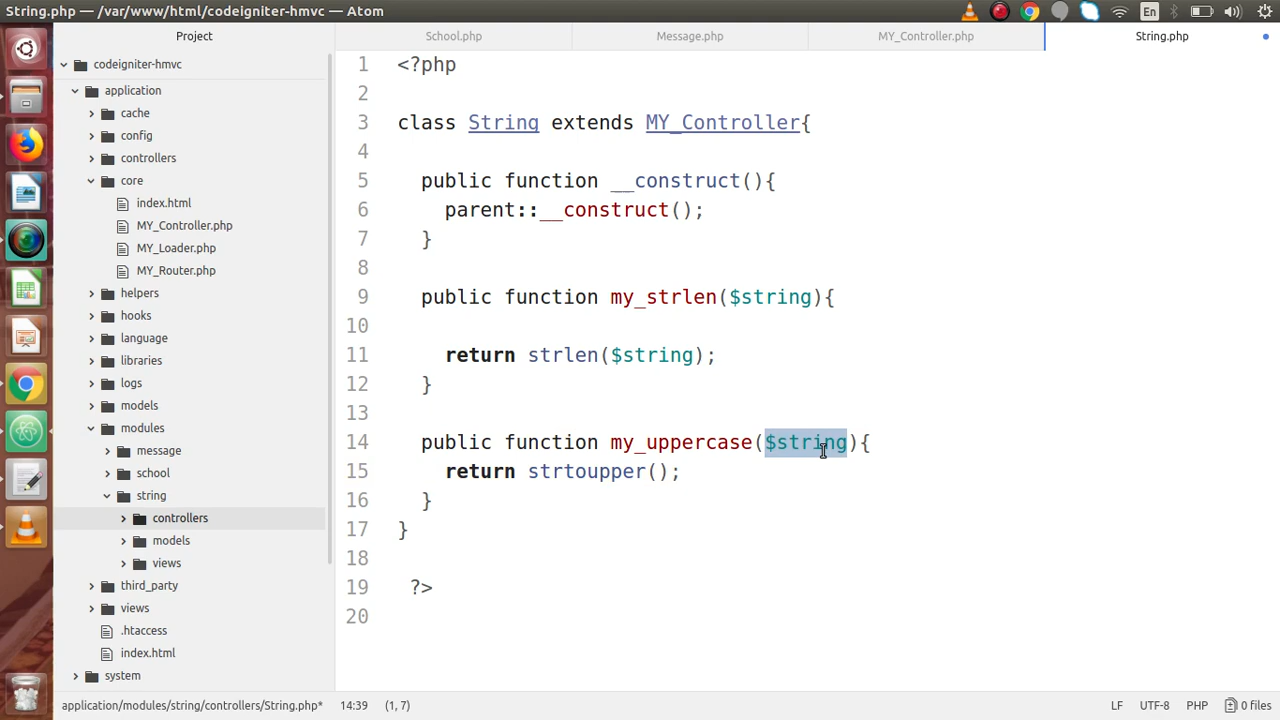 String.php — /var/www/html/codeigniter-hmvc — Atom
En
Project
School.php
Message.php
MY_Controller.php
String.php
codeigniter-hmvc
application
cache
config
controllers
core
index.html
MY_Controller.php
MY_Loader.php
MY_Router.php
helpers
hooks
language
libraries
logs
models
modules
message
school
string
controllers
models
views
third_party
views
.htaccess
index.html
system
1 <?php
2
3 class String extends MY_Controller{
4
5 public function __construct(){
6 parent::__construct();
7 }
8
9 public function my_strlen($string){
10
11 return strlen($string);
12 }
13
14 public function my_uppercase($string){
15 return strtoupper();
16 }
17 }
18
19 ?>
20
application/modules/string/controllers/String.php* 14:39 (1, 7)
LF UTF-8 PHP 0 files